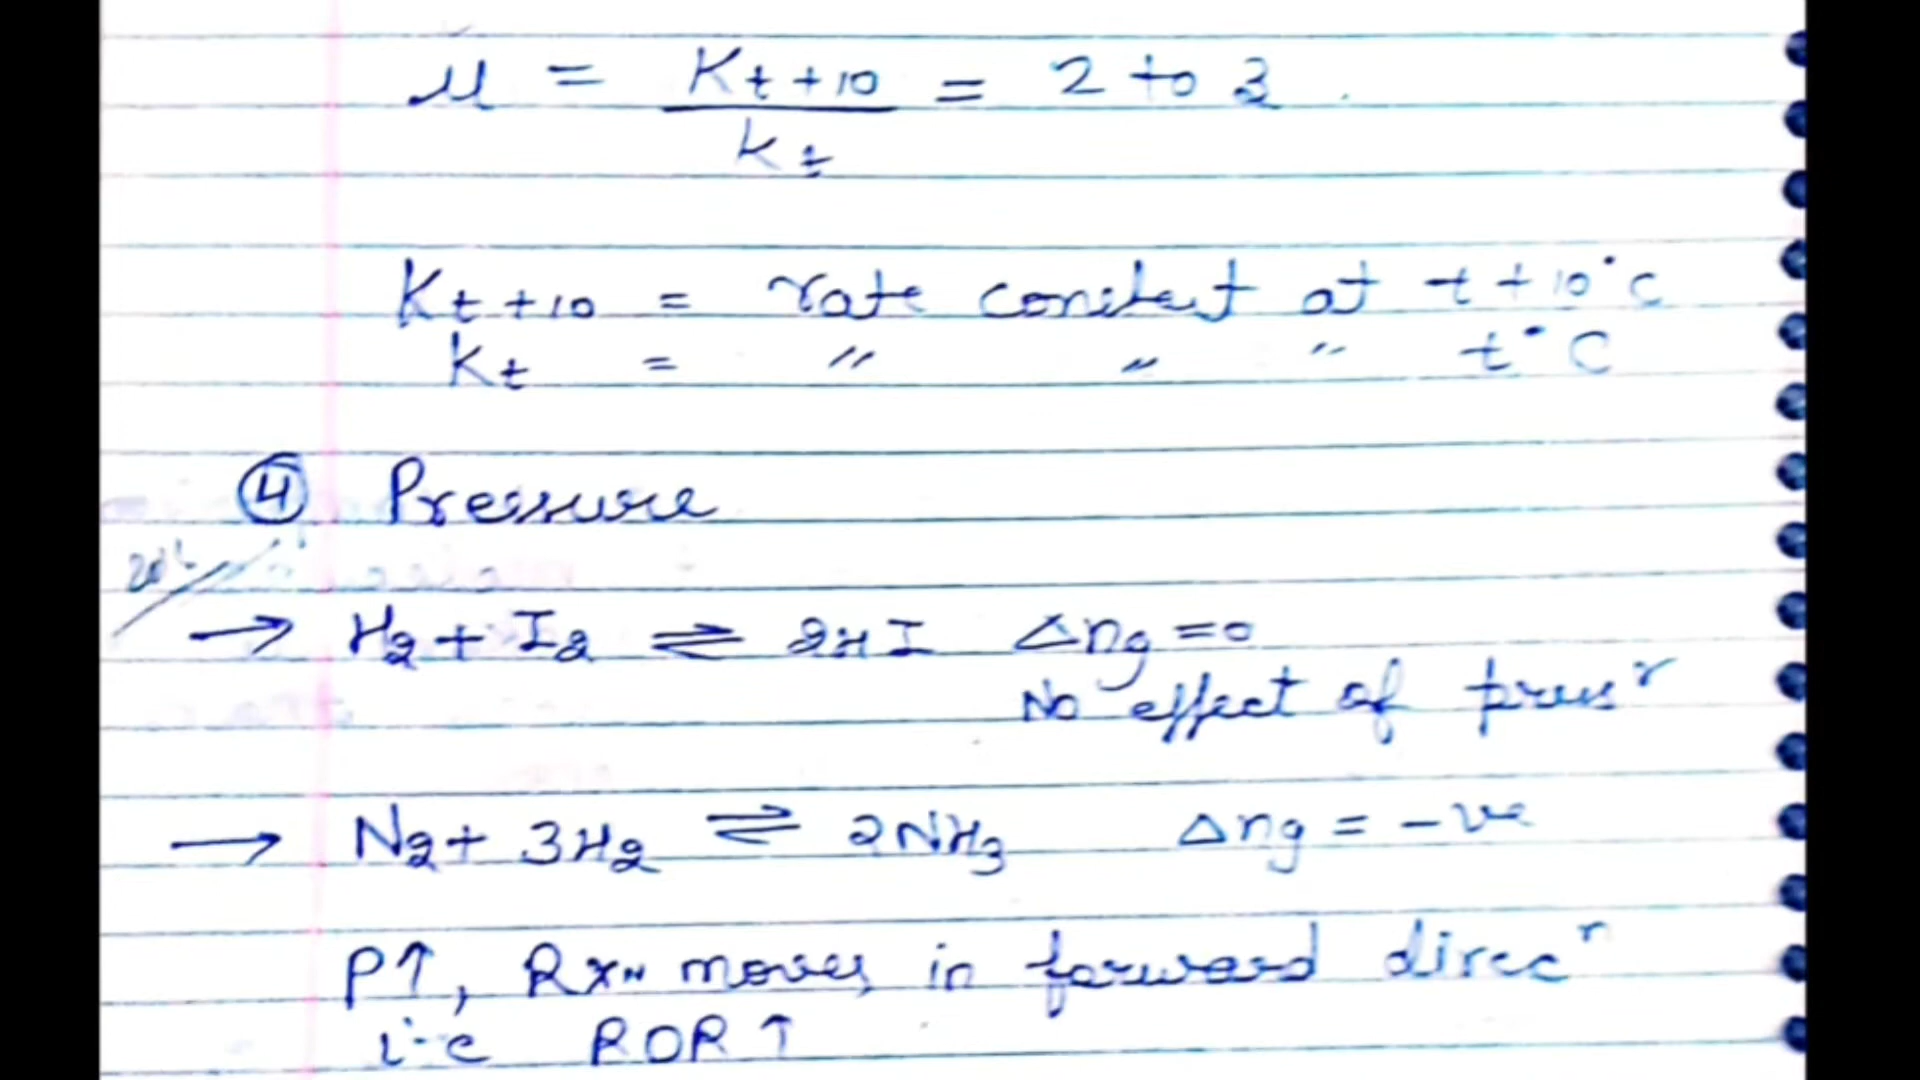 μ = Kt+10 / Kt = 2 to 3.
Kt+10 = rate constant at t+10°C
Kt = " " " t°C
④ Pressure
→ H2 + I2 ⇌ 2HI Δng = 0
No effect of press^r
→ N2 + 3H2 ⇌ 2NH3 Δng = -ve
P↑, Rxn moves in forward direc^n
i-e ROR↑